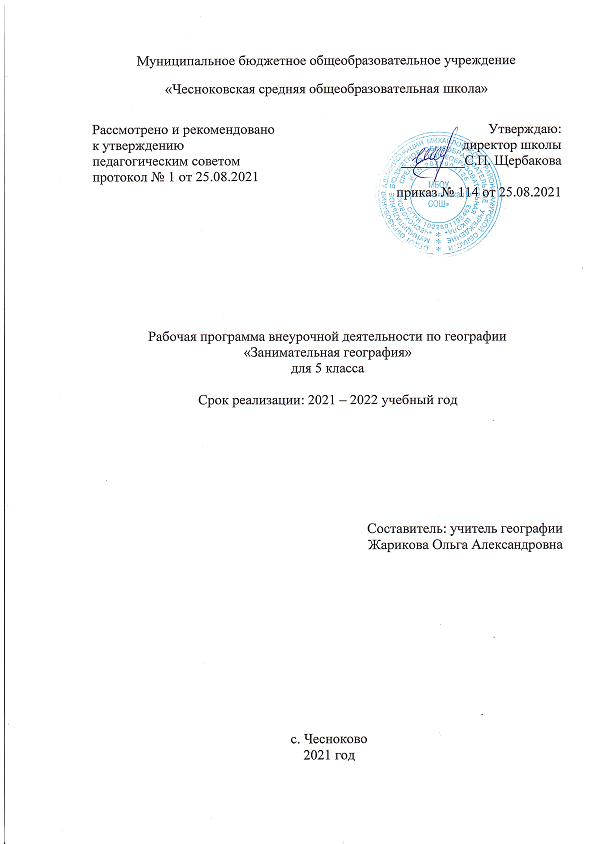 Муниципальное бюджетное общеобразовательное учреждение
«Чесноковская средняя общеобразовательная школа»
Рассмотрено и рекомендовано
к утверждению
педагогическим советом
протокол № 1 от 25.08.2021
Утверждаю:
директор школы
С.П. Щербакова
приказ № 114 от 25.08.2021
МБОУ
СОШ»
Рабочая программа внеурочной деятельности по географии
«Занимательная география»
для 5 класса
Срок реализации: 2021 – 2022 учебный год
Составитель: учитель географии
Жарикова Ольга Александровна
с. Чесноково
2021 год